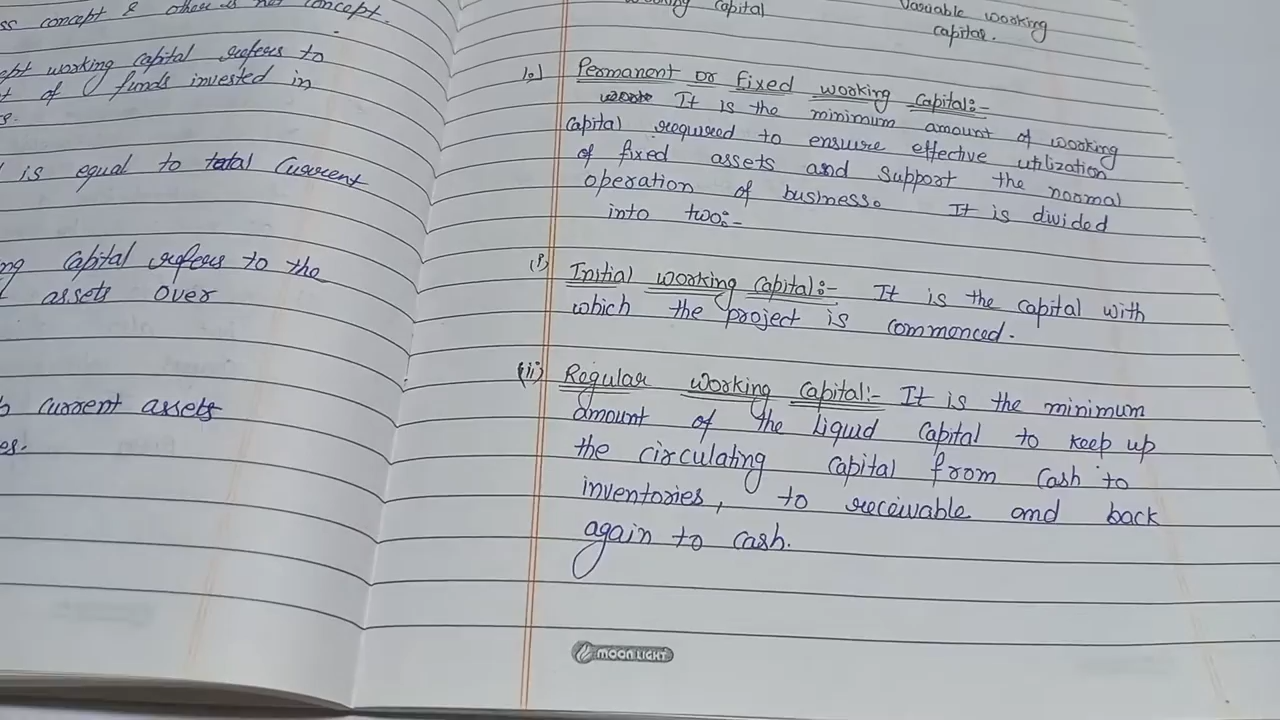 concept & other is net concept.
working capital refers to
of funds invested in
is equal to total current
capital refers to the
assets over
current assets
working capital
Variable working
capital.
1.) Permanent or fixed working capital:-
It is the minimum amount of working
capital required to ensure effective utilization
of fixed assets and support the normal
operation of business. It is divided
into two:-
(i) Initial working capital:- It is the capital with
which the project is commenced.
(ii) Regular working capital:- It is the minimum
amount of the liquid capital to keep up
the circulating capital from cash to
inventories, to receivable and back
again to cash.
MOONLIGHT